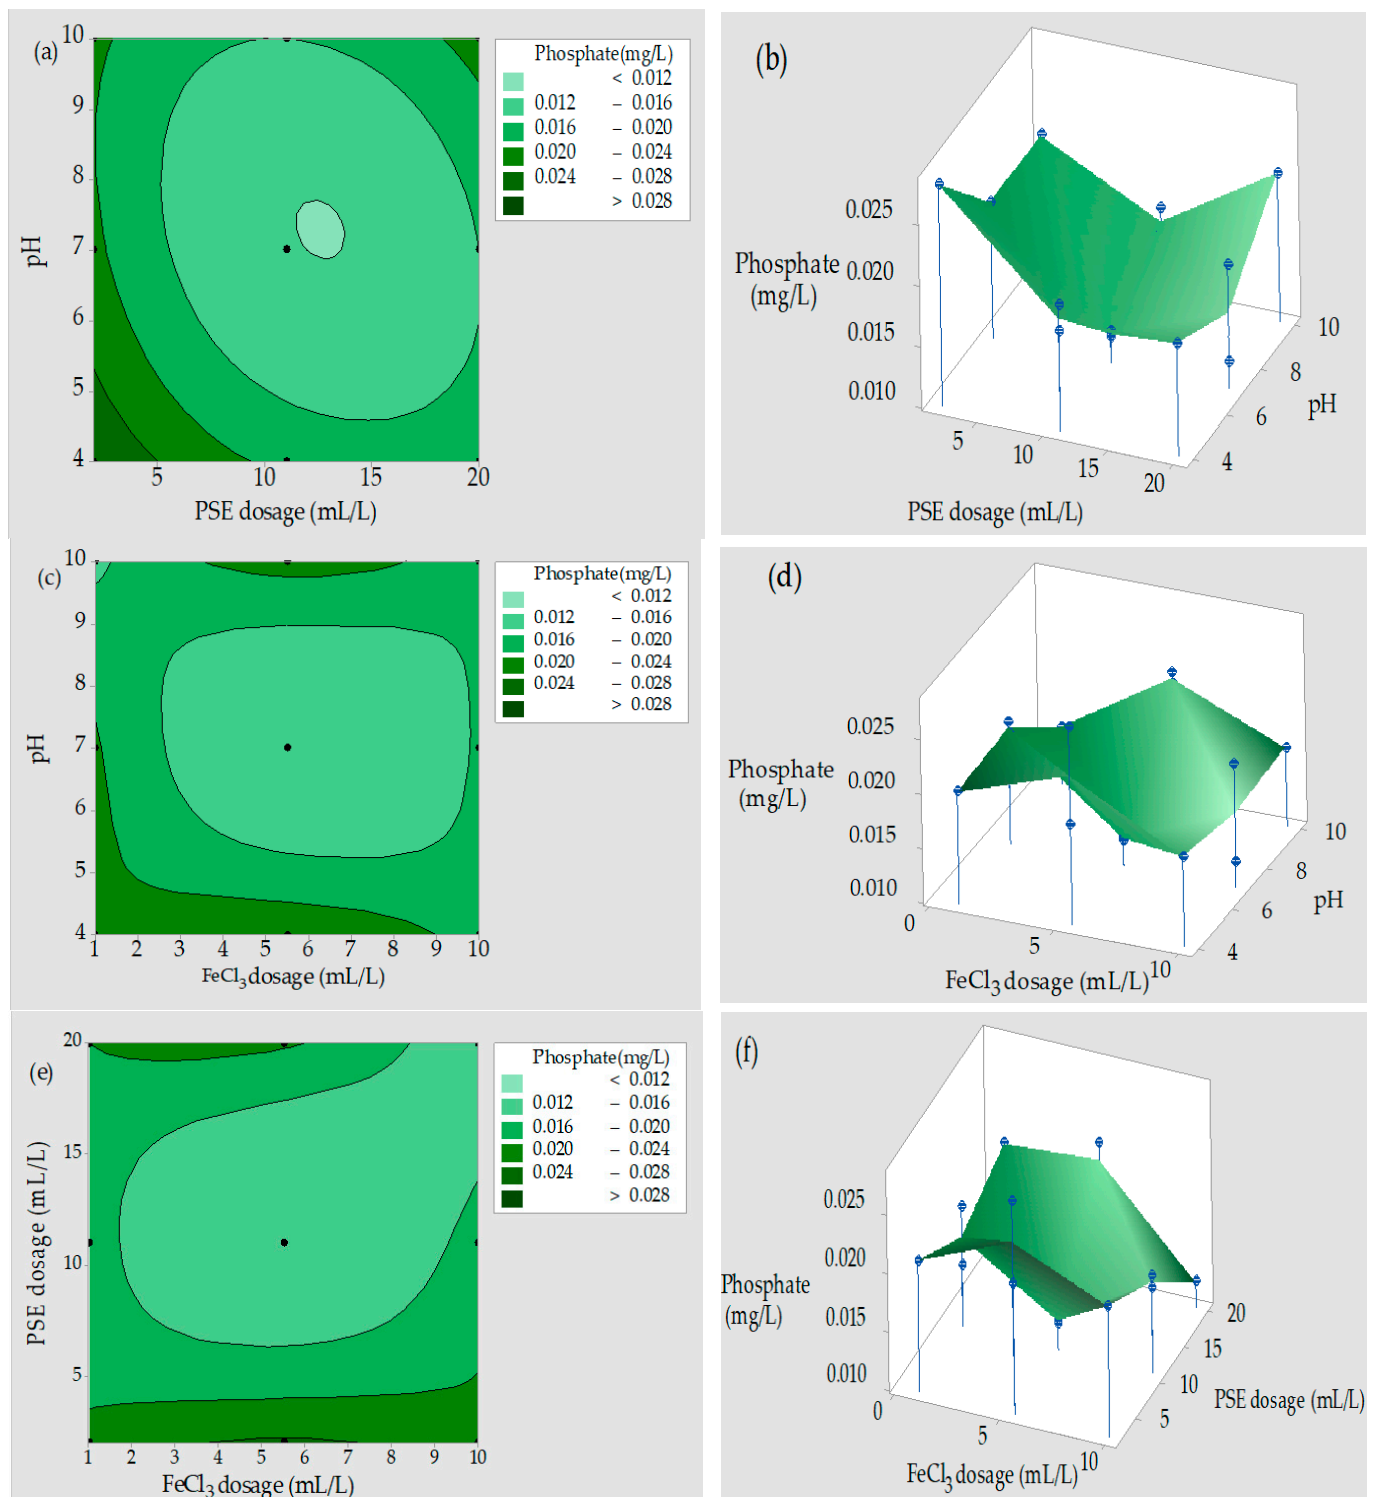 (a)
10
9
8
7
6
5
4
pH
5 10 15 20
PSE dosage (mL/L)
Phosphate(mg/L)
< 0.012
0.012 – 0.016
0.016 – 0.020
0.020 – 0.024
0.024 – 0.028
> 0.028
(b)
0.025
0.020
0.015
0.010
Phosphate
(mg/L)
5
10
15
20
PSE dosage (mL/L)
4
6
8
10
pH
(c)
10
9
8
7
6
5
4
pH
1 2 3 4 5 6 7 8 9 10
FeCl3 dosage (mL/L)
Phosphate(mg/L)
< 0.012
0.012 – 0.016
0.016 – 0.020
0.020 – 0.024
0.024 – 0.028
> 0.028
(d)
0.025
0.020
0.015
0.010
Phosphate
(mg/L)
0
5
10
FeCl3 dosage (mL/L)
4
6
8
10
pH
(e)
20
15
10
5
PSE dosage (mL/L)
1 2 3 4 5 6 7 8 9 10
FeCl3 dosage (mL/L)
Phosphate(mg/L)
< 0.012
0.012 – 0.016
0.016 – 0.020
0.020 – 0.024
0.024 – 0.028
> 0.028
(f)
0.025
0.020
0.015
0.010
Phosphate
(mg/L)
0
5
10
FeCl3 dosage (mL/L)
5
10
15
20
PSE dosage (mL/L)